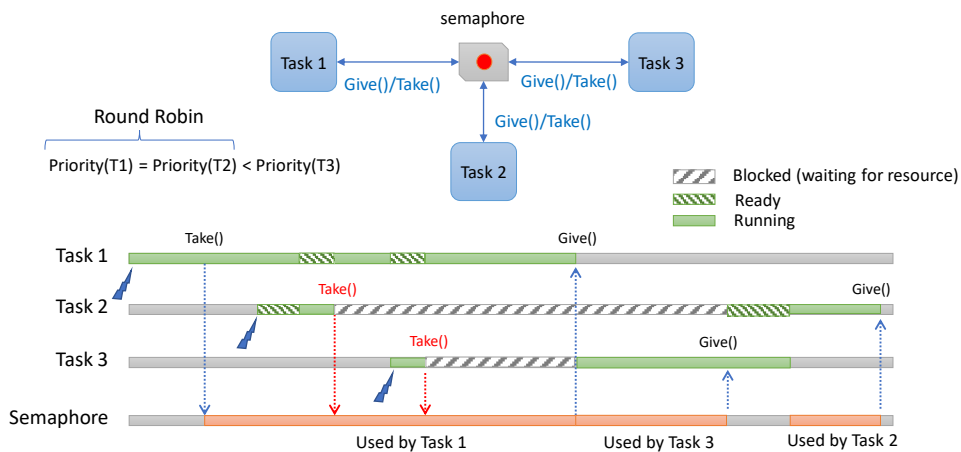 semaphore
Task 1
Task 3
Give()/Take()
Give()/Take()
Give()/Take()
Round Robin
Priority(T1) = Priority(T2) < Priority(T3)
Task 2
Blocked (waiting for resource)
Ready
Running
Take()
Give()
Task 1
Take()
Give()
Task 2
Take()
Give()
Task 3
Semaphore
Used by Task 1
Used by Task 3
Used by Task 2